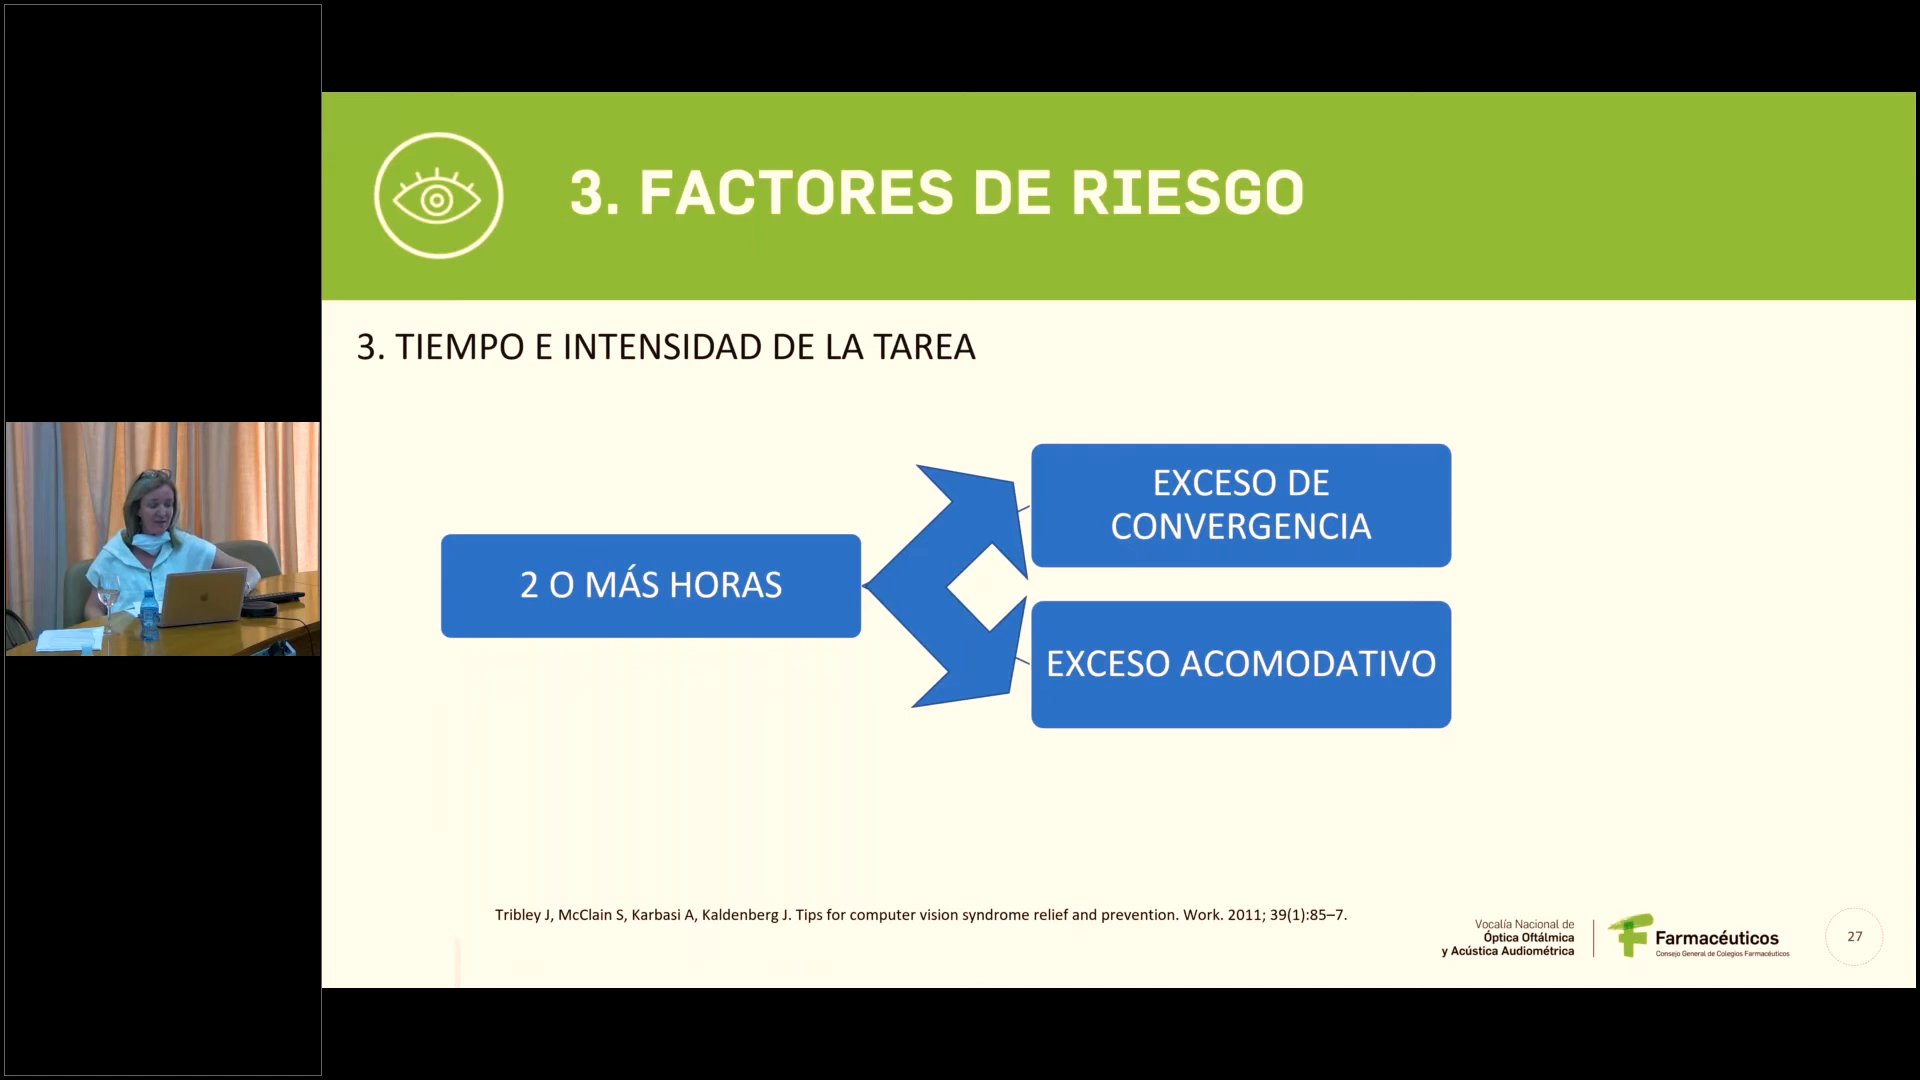 3. FACTORES DE RIESGO
3. TIEMPO E INTENSIDAD DE LA TAREA
2 O MÁS HORAS
EXCESO DE
CONVERGENCIA
EXCESO ACOMODATIVO
Tribley J, McClain S, Karbasi A, Kaldenberg J. Tips for computer vision syndrome relief and prevention. Work. 2011; 39(1):85–7.
Vocalía Nacional de
Óptica Oftálmica
y Acústica Audiométrica
Farmacéuticos
Consejo General de Colegios Farmacéuticos
27